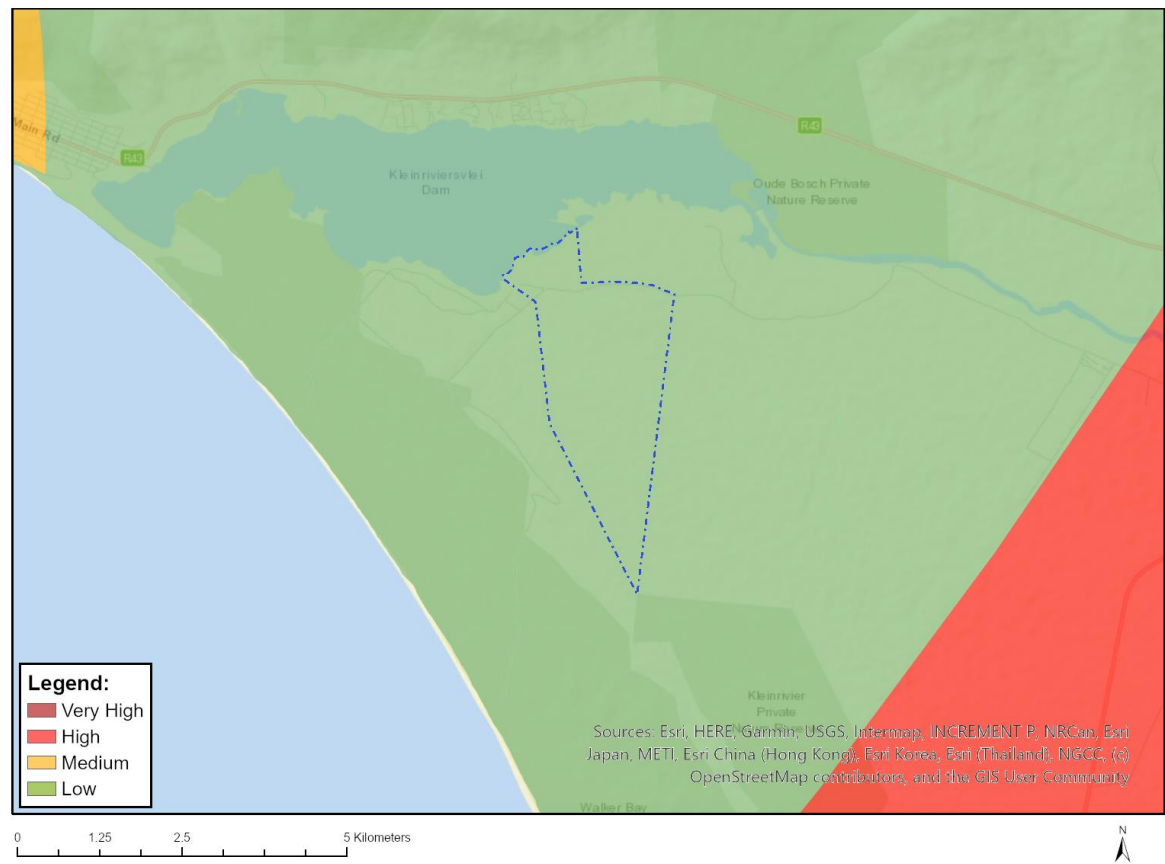 Main Rd
R43
R43
Kleinriviersvlei
Dam
Oude Bosch Private
Nature Reserve
Kleinrivier
Private
Nature Reserve
Sources: Esri, HERE, Garmin, USGS, Intermap, INCREMENT P, NRCan, Esri
Japan, METI, Esri China (Hong Kong), Esri Korea, Esri (Thailand), NGCC, (c)
OpenStreetMap contributors, and the GIS User Community
Walker Bay
Legend:
Very High
High
Medium
Low
0 1.25 2.5 5 Kilometers
N